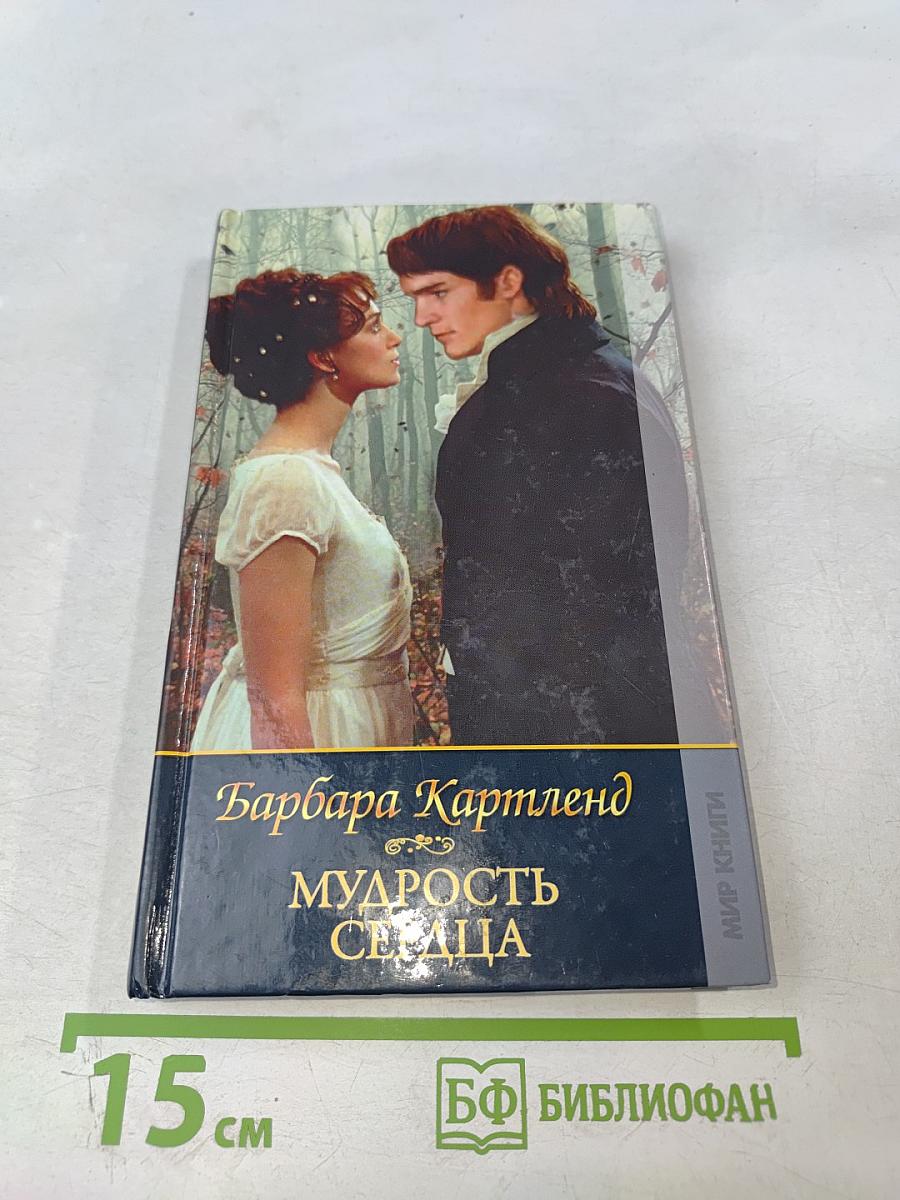 Барбара Картленд
МУДРОСТЬ
СЕРДЦА
МИР КНИГИ
15 см
БФ БИБЛИОФАН